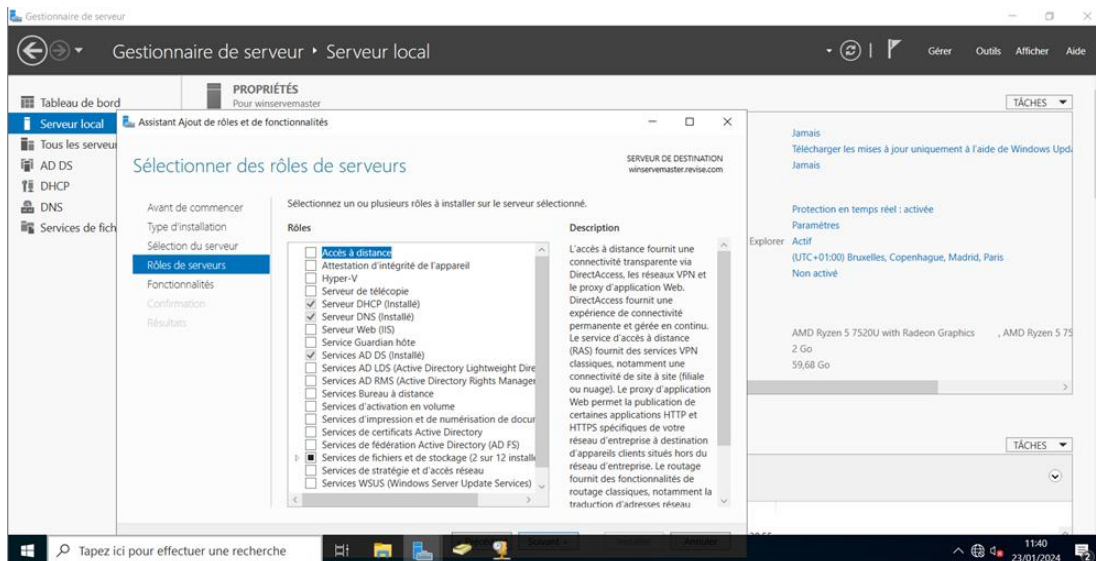 Gestionnaire de serveur
Gestionnaire de serveur ‣ Serveur local
Gérer Outils Afficher Aide
Tableau de bord
Serveur local
Tous les serveur
AD DS
DHCP
DNS
Services de fich
PROPRIÉTÉS
Pour winservemaster
TÂCHES
Assistant Ajout de rôles et de fonctionnalités
Sélectionner des rôles de serveurs
SERVEUR DE DESTINATION
winservemaster.revise.com
Avant de commencer
Type d'installation
Sélection du serveur
Rôles de serveurs
Fonctionnalités
Confirmation
Résultats
Sélectionnez un ou plusieurs rôles à installer sur le serveur sélectionné.
Rôles
Accès à distance
Attestation d'intégrité de l'appareil
Hyper-V
Serveur de télécopie
Serveur DHCP (Installé)
Serveur DNS (Installé)
Serveur Web (IIS)
Service Guardian hôte
Services AD DS (Installé)
Services AD LDS (Active Directory Lightweight Dire
Services AD RMS (Active Directory Rights Manager
Services Bureau à distance
Services d'activation en volume
Services d'impression et de numérisation de docur
Services de certificats Active Directory
Services de fédération Active Directory (AD FS)
Services de fichiers et de stockage (2 sur 12 install
Services de stratégie et d'accès réseau
Services WSUS (Windows Server Update Services)
Description
L'accès à distance fournit une
connectivité transparente via
DirectAccess, les réseaux VPN et
le proxy d'application Web.
DirectAccess fournit une
expérience de connectivité
permanente et gérée en continu.
Le service d'accès à distance
(RAS) fournit des services VPN
classiques, notamment une
connectivité de site à site (filiale
ou nuage). Le proxy d'application
Web permet la publication de
certaines applications HTTP et
HTTPS spécifiques de votre
réseau d'entreprise à destination
d'appareils clients situés hors du
réseau d'entreprise. Le routage
fournit des fonctionnalités de
routage classiques, notamment la
traduction d'adresses réseau
Suivant >
Annuler
Jamais
Télécharger les mises à jour uniquement à l'aide de Windows Upd
Jamais
Protection en temps réel : activée
Paramètres
Explorer Actif
(UTC+01:00) Bruxelles, Copenhague, Madrid, Paris
Non activé
AMD Ryzen 5 7520U with Radeon Graphics , AMD Ryzen 5 75
2 Go
59,68 Go
TÂCHES
Tapez ici pour effectuer une recherche
11:40
23/01/2024